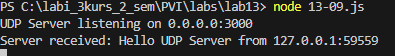 PS C:\labi_3kurs_2_sem\PVI\labs\lab13> node 13-09.js
UDP Server listening on 0.0.0.0:3000
Server received: Hello UDP Server from 127.0.0.1:59559